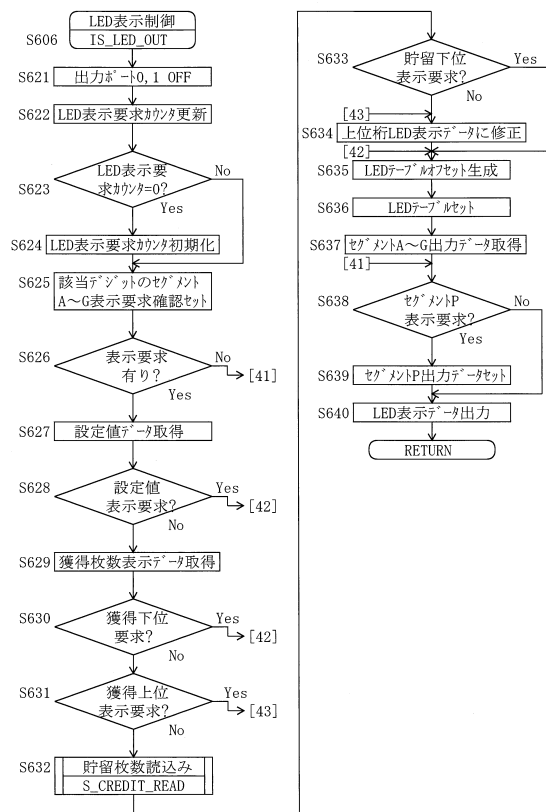 LED表示制御
S606
IS_LED_OUT
S621
出力ﾎﾟｰﾄ0,1 OFF
S622
LED表示要求ｶｳﾝﾀ更新
S623
LED表示要
求ｶｳﾝﾀ=0?
No
Yes
S624
LED表示要求ｶｳﾝﾀ初期化
S625
該当ﾃﾞｼﾞｯﾄのｾｸﾞﾒﾝﾄ
A～G表示要求確認ｾｯﾄ
S626
表示要求
有り?
No
[41]
Yes
S627
設定値ﾃﾞｰﾀ取得
S628
設定値
表示要求?
Yes
[42]
No
S629
獲得枚数表示ﾃﾞｰﾀ取得
S630
獲得下位
要求?
Yes
[42]
No
S631
獲得上位
表示要求?
Yes
[43]
No
S632
貯留枚数読込み
S_CREDIT_READ
S633
貯留下位
表示要求?
Yes
No
[43]
S634
上位桁LED表示ﾃﾞｰﾀに修正
[42]
S635
LEDﾃｰﾌﾞﾙｵﾌｾｯﾄ生成
S636
LEDﾃｰﾌﾞﾙｾｯﾄ
S637
ｾｸﾞﾒﾝﾄA～G出力ﾃﾞｰﾀ取得
[41]
S638
ｾｸﾞﾒﾝﾄP
表示要求?
No
Yes
S639
ｾｸﾞﾒﾝﾄP出力ﾃﾞｰﾀｾｯﾄ
S640
LED表示ﾃﾞｰﾀ出力
RETURN